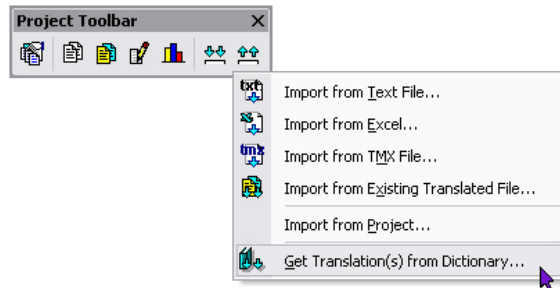 Project Toolbar
Import from Text File...
Import from Excel...
Import from TMX File...
Import from Existing Translated File...
Import from Project...
Get Translation(s) from Dictionary...